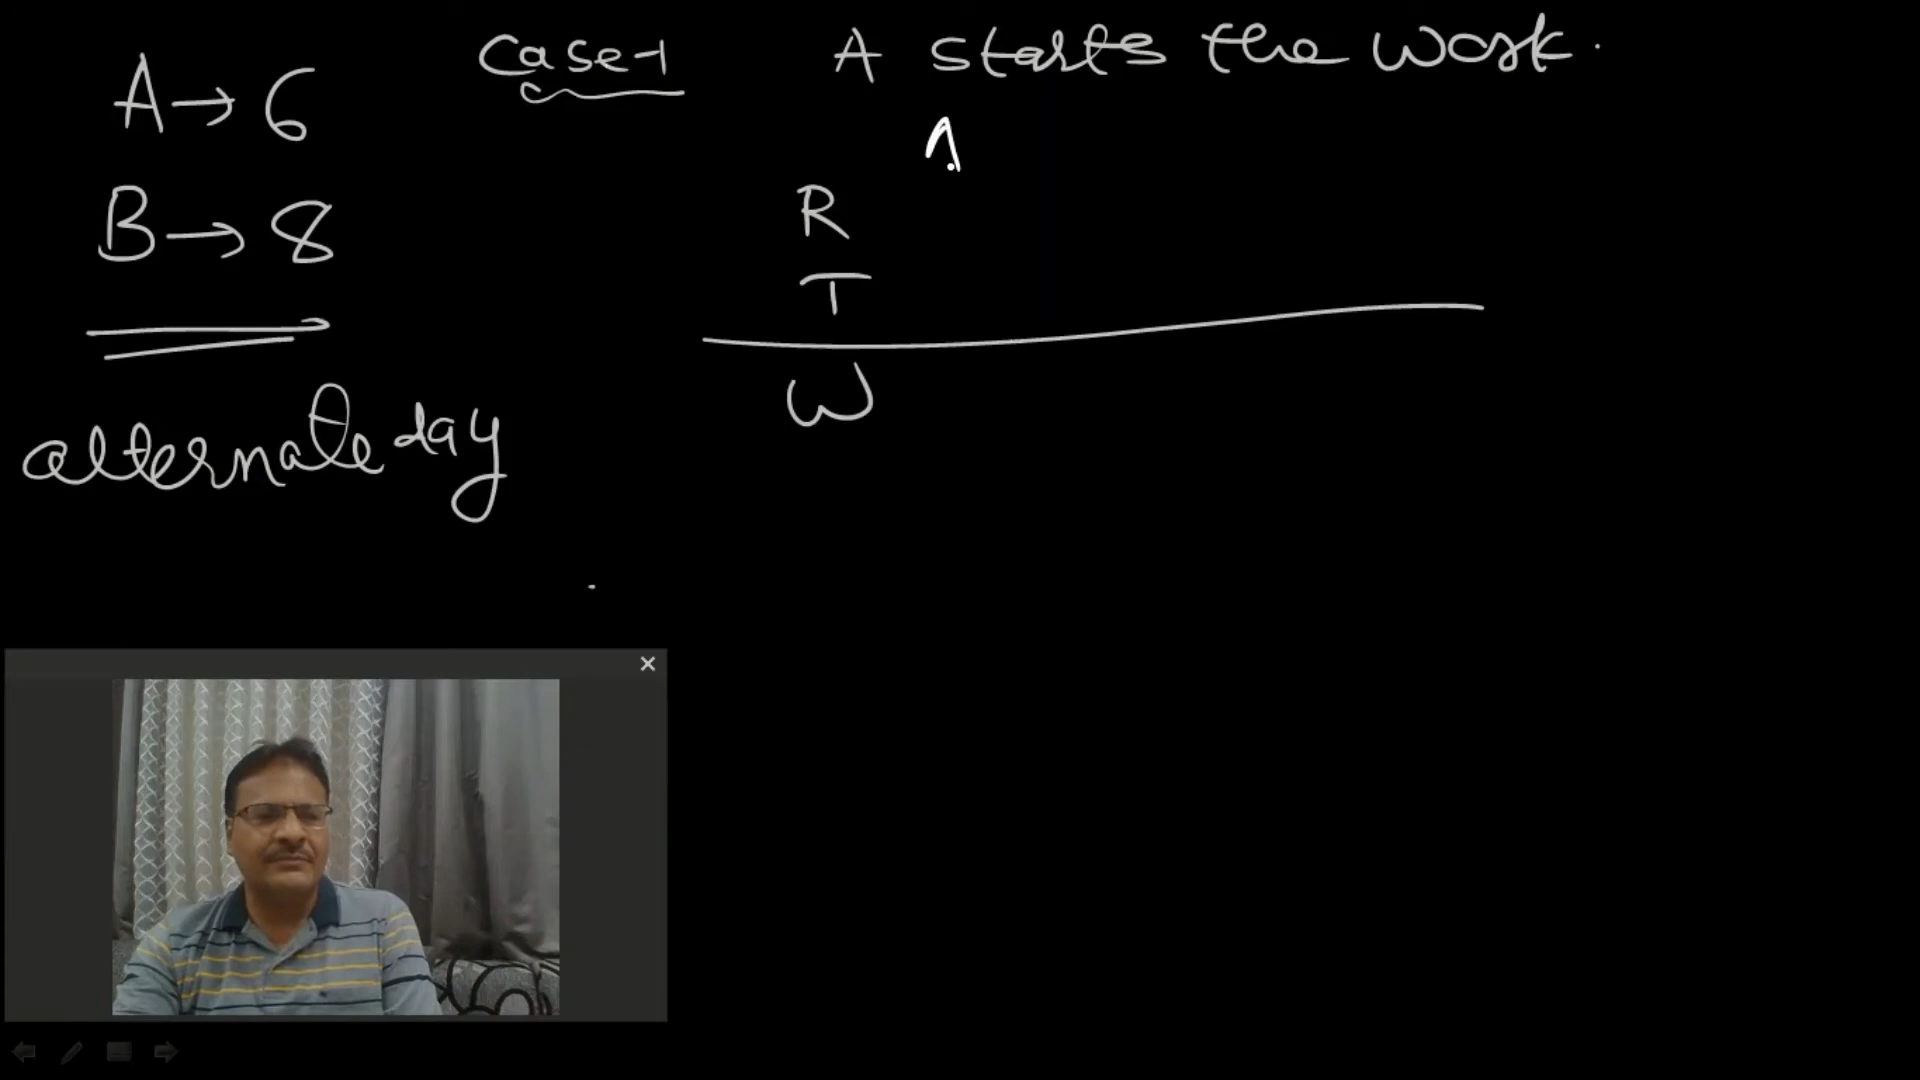 A → 6
B → 8
alternate day
Case-1 A starts the work.
A
R
T
W